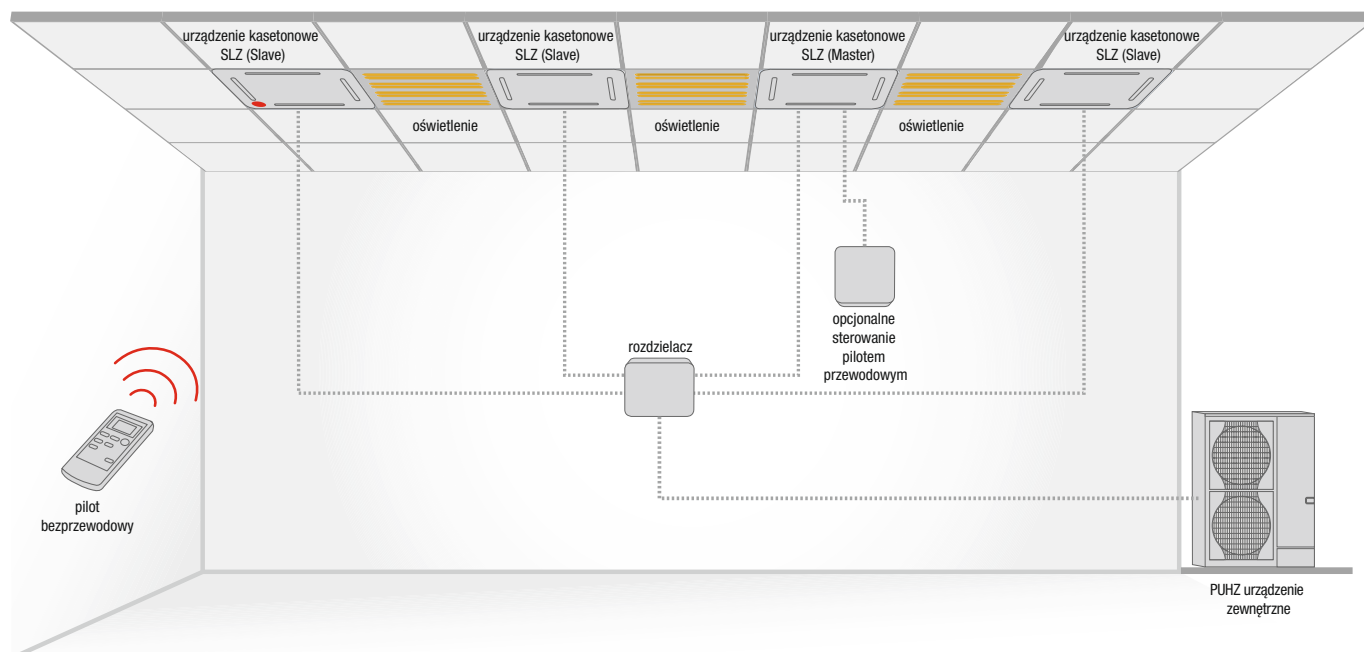 urządzenie kasetonowe
SLZ (Slave)
urządzenie kasetonowe
SLZ (Slave)
urządzenie kasetonowe
SLZ (Master)
urządzenie kasetonowe
SLZ (Slave)
oświetlenie
oświetlenie
oświetlenie
opcjonalne
sterowanie
pilotem
przewodowym
rozdzielacz
pilot
bezprzewodowy
PUHZ urządzenie
zewnętrzne